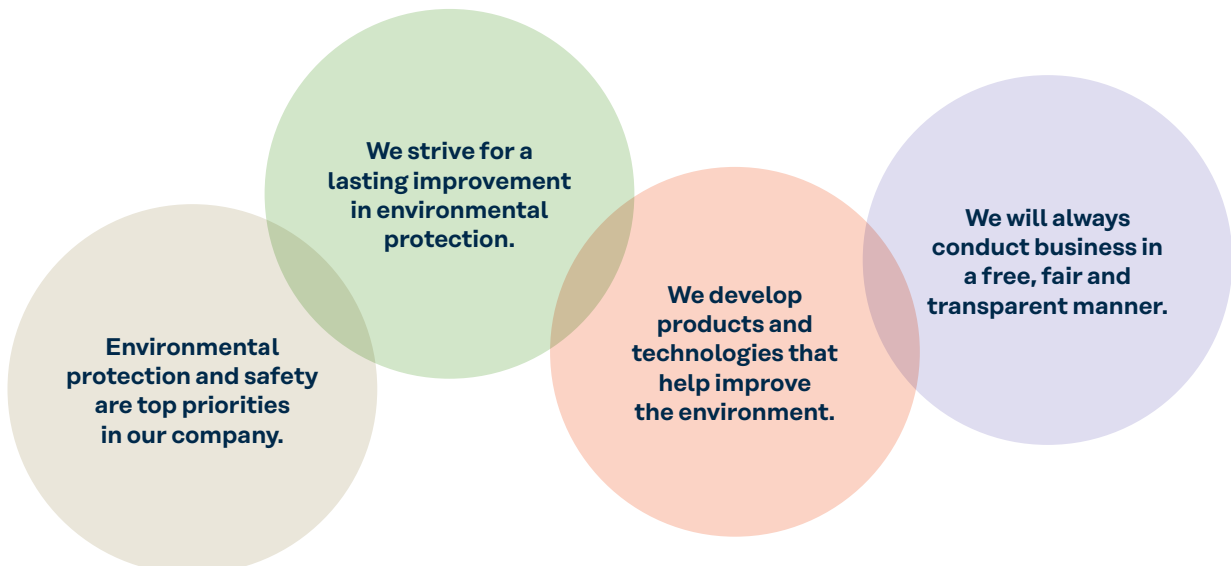 Environmental
protection and safety
are top priorities
in our company.
We strive for a
lasting improvement
in environmental
protection.
We develop
products and
technologies that
help improve
the environment.
We will always
conduct business in
a free, fair and
transparent manner.